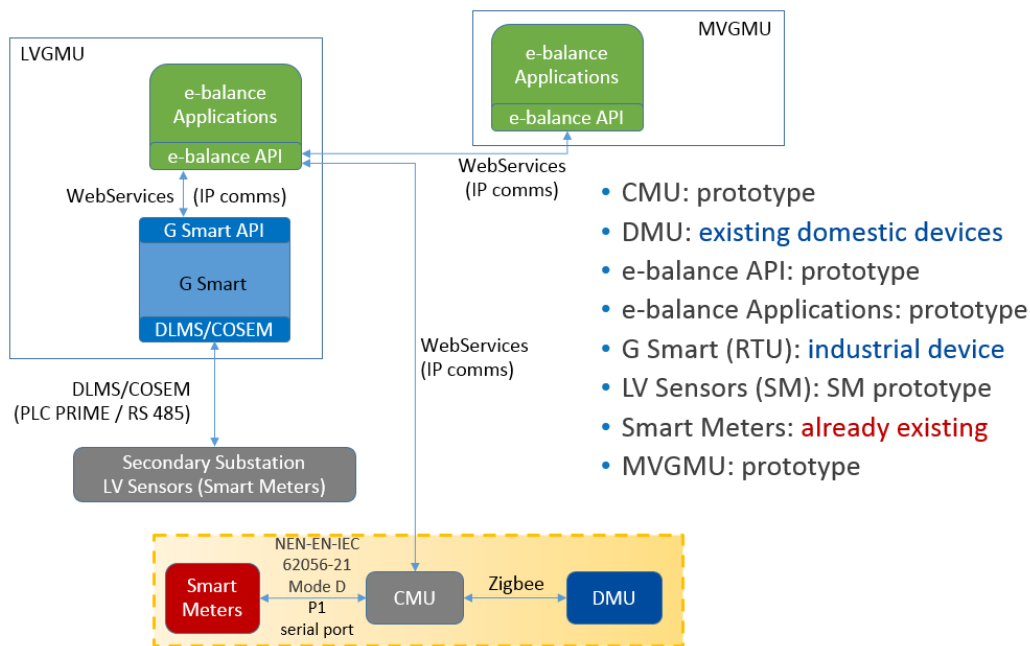 LVGMU
e-balance
Applications
e-balance API
WebServices
(IP comms)
G Smart API
G Smart
DLMS/COSEM
DLMS/COSEM
(PLC PRIME / RS 485)
Secondary Substation
LV Sensors (Smart Meters)
MVGMU
e-balance
Applications
e-balance API
WebServices
(IP comms)
WebServices
(IP comms)
• CMU: prototype
• DMU: existing domestic devices
• e-balance API: prototype
• e-balance Applications: prototype
• G Smart (RTU): industrial device
• LV Sensors (SM): SM prototype
• Smart Meters: already existing
• MVGMU: prototype
Smart
Meters
NEN-EN-IEC
62056-21
Mode D
P1
serial port
CMU
Zigbee
DMU